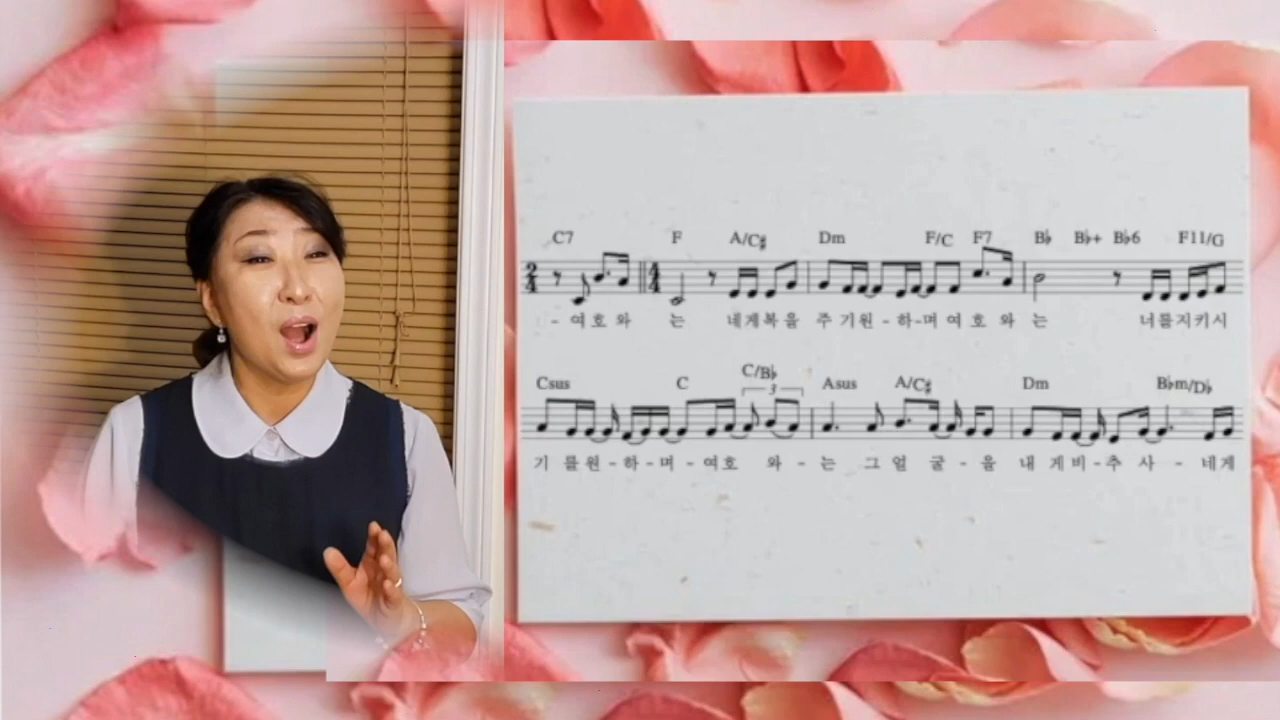 C7 F A/C♯ Dm F/C F7 B♭ B♭+ B♭6 F11/G
- 여 호 와 는 네게복을 주 기원 - 하 - 며 여 호 와 는 너를지키시
Csus C C/B♭ 3 Asus A/C♯ Dm B♭m/D♭
기 를원 - 하 - 며 - 여호 와 - 는 그 얼 굴 - 을 내 게비 - 추 사 - 네게